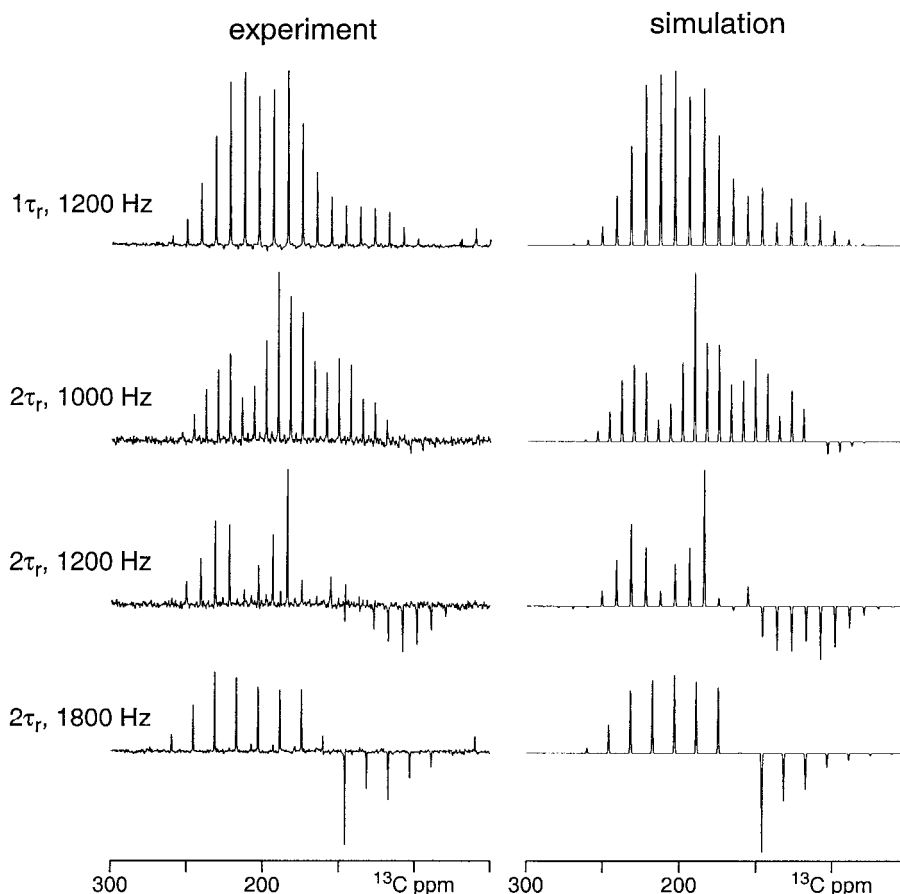 experiment
simulation
1τr, 1200 Hz
2τr, 1000 Hz
2τr, 1200 Hz
2τr, 1800 Hz
300 200 13C ppm
300 200 13C ppm